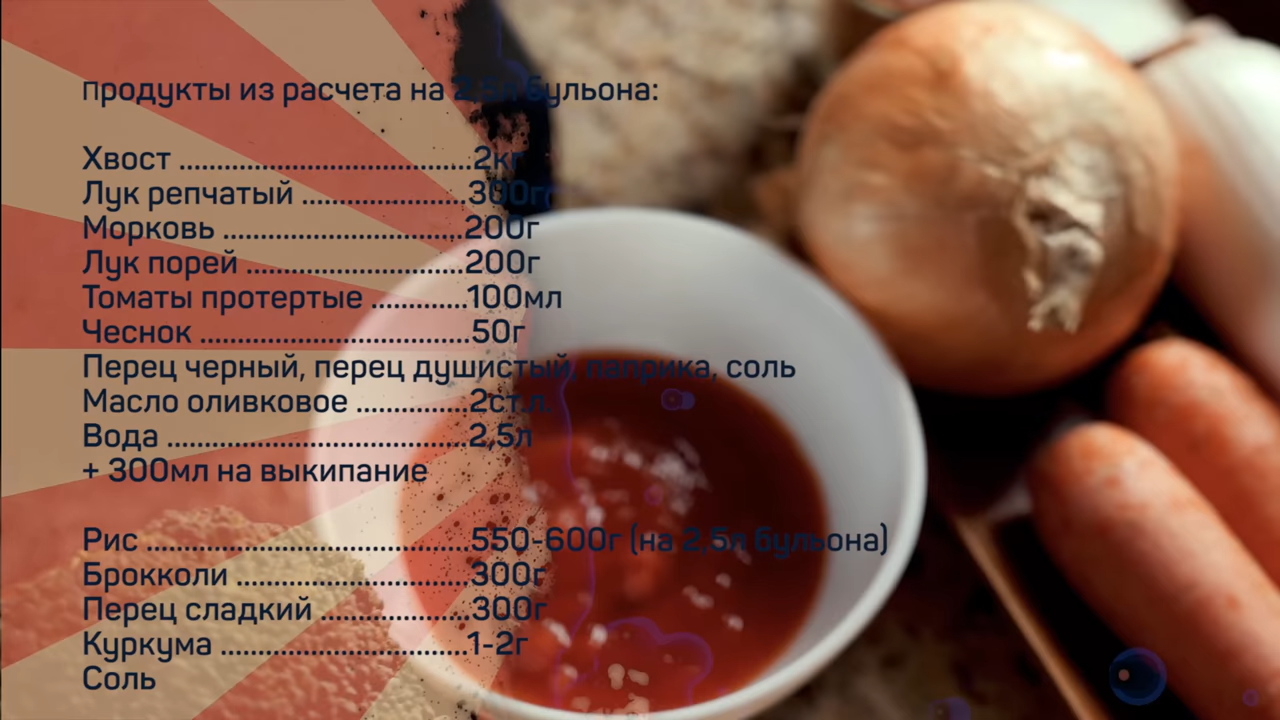 Продукты из расчета на 2,5л бульона:
Хвост ...................................2кг
Лук репчатый ....................300гр
Морковь .............................200г
Лук порей ..........................200г
Томаты протертые ............100мл
Чеснок ................................50г
Перец черный, перец душистый, паприка, соль
Масло оливковое ..............2ст.л.
Вода ....................................2,5л
+ 300мл на выкипание
Рис .......................................550-600г (на 2,5л бульона)
Брокколи ............................300г
Перец сладкий ..................300г
Куркума ..............................1-2г
Соль